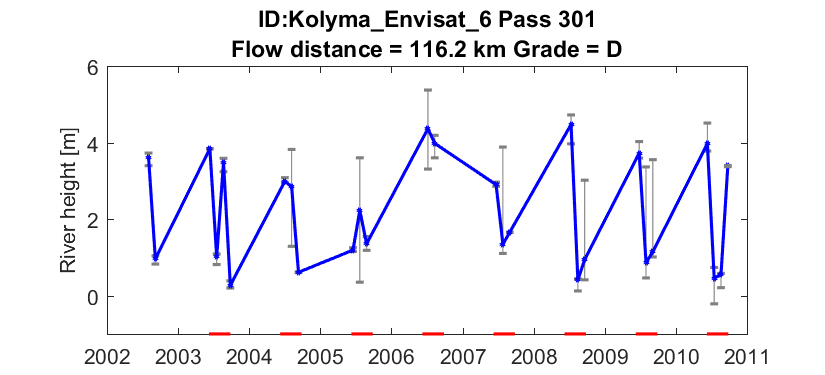 ID:Kolyma_Envisat_6 Pass 301
Flow distance = 116.2 km Grade = D
River height [m]
6
4
2
0
2002 2003 2004 2005 2006 2007 2008 2009 2010 2011